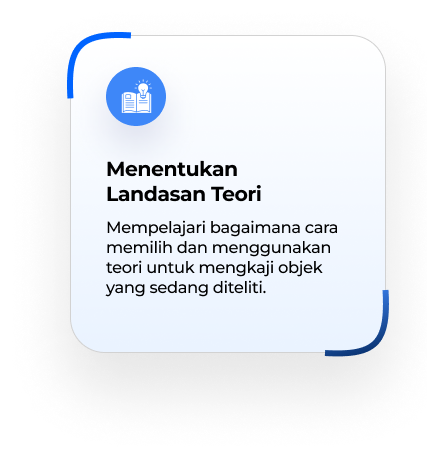 Menentukan
Landasan Teori
Mempelajari bagaimana cara
memilih dan menggunakan
teori untuk mengkaji objek
yang sedang diteliti.